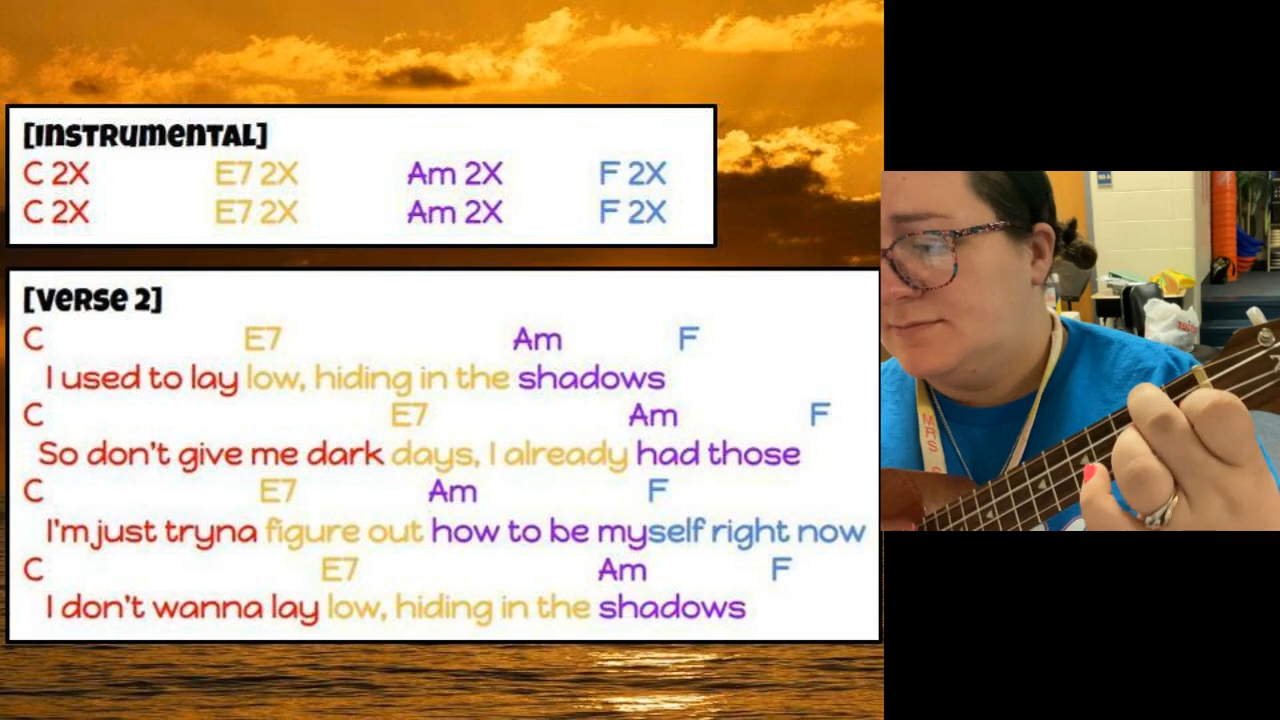 [Instrumental]
C 2X E7 2X Am 2X F 2X
C 2X E7 2X Am 2X F 2X
[Verse 2]
C E7 Am F
I used to lay low, hiding in the shadows
C E7 Am F
So don't give me dark days, I already had those
C E7 Am F
I'm just tryna figure out how to be myself right now
C E7 Am F
I don't wanna lay low, hiding in the shadows
MRS